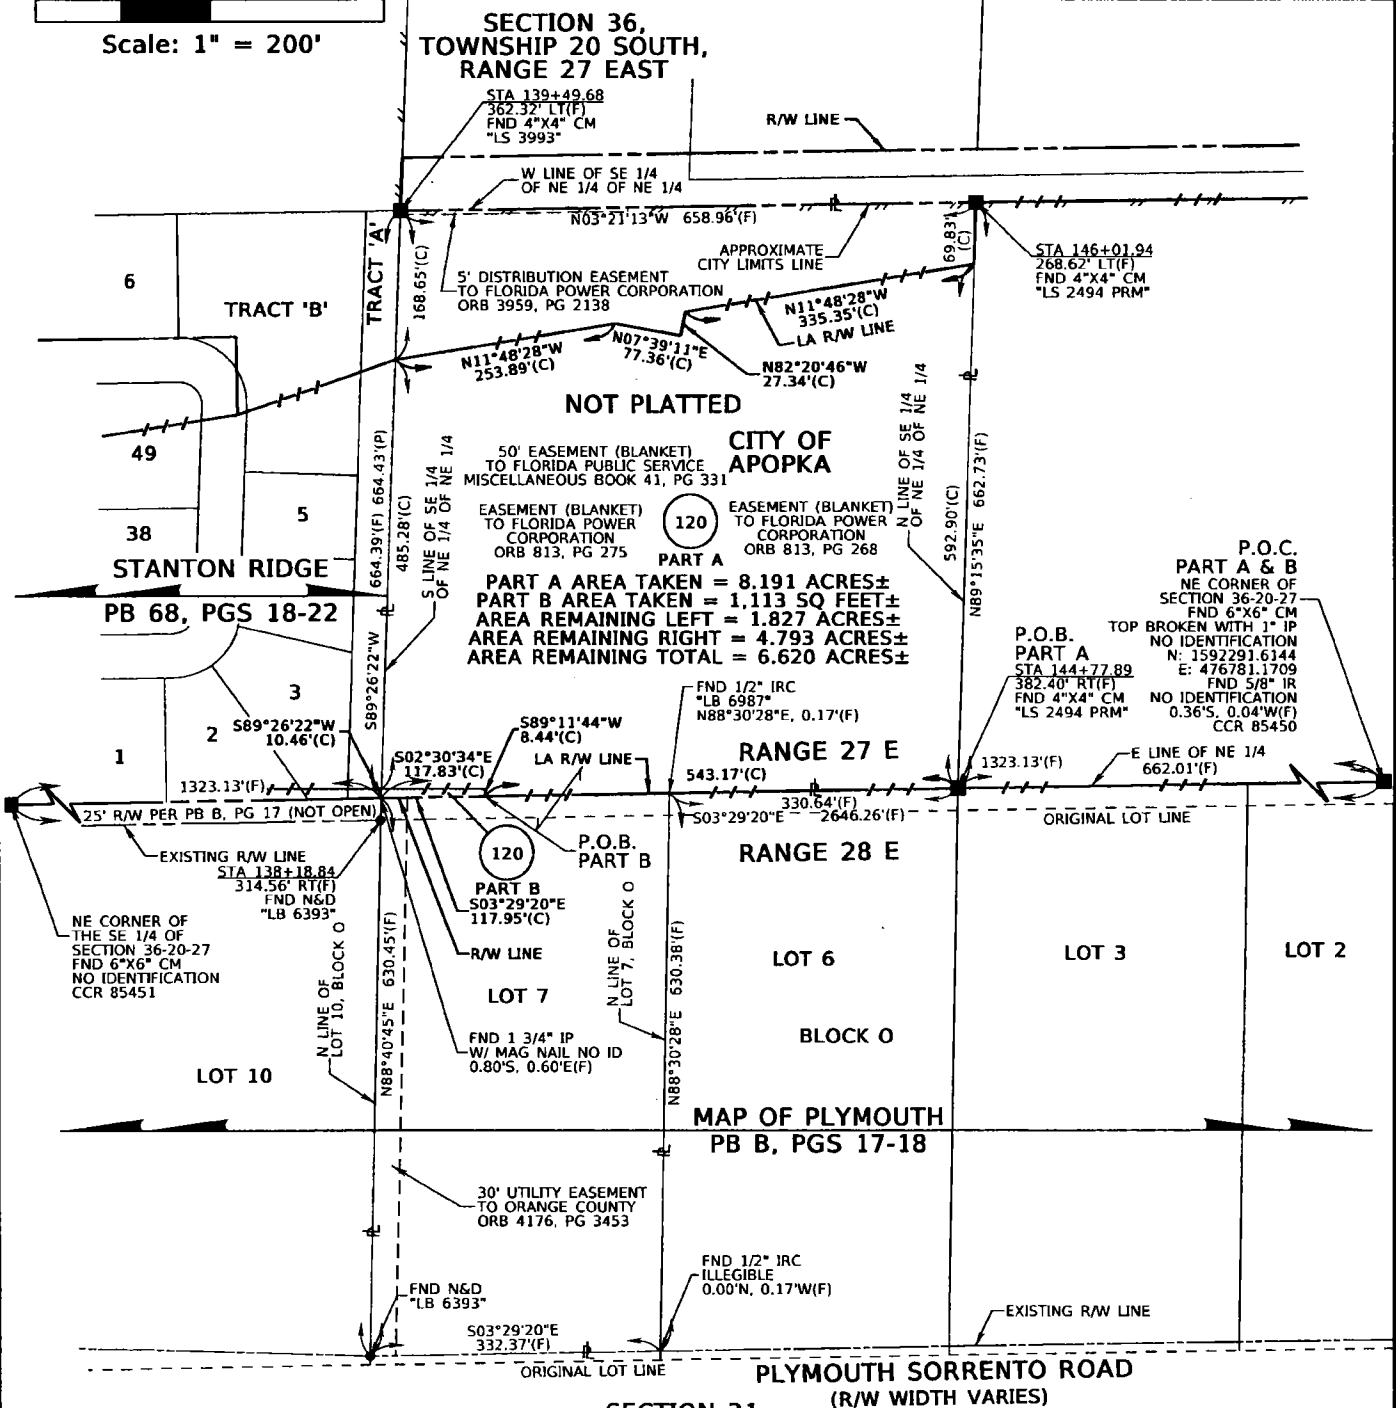 Scale: 1" = 200'
SECTION 36,
TOWNSHIP 20 SOUTH,
RANGE 27 EAST
STA 139+49.68
362.32' LT(F)
FND 4"X4" CM
"LS 3993"
R/W LINE
W LINE OF SE 1/4
OF NE 1/4 OF NE 1/4
N03°21'13"W 658.96'(F)
APPROXIMATE
CITY LIMITS LINE
69.83'
(C)
STA 146+01.94
268.62' LT(F)
FND 4"X4" CM
"LS 2494 PRM"
6
TRACT 'B'
TRACT 'A'
168.65'(C)
5' DISTRIBUTION EASEMENT
TO FLORIDA POWER CORPORATION
ORB 3959, PG 2138
N11°48'28"W
335.35'(C)
LA R/W LINE
N11°48'28"W
253.89'(C)
N07°39'11"E
77.36'(C)
N82°20'46"W
27.34'(C)
NOT PLATTED
CITY OF
APOPKA
49
38
5
50' EASEMENT (BLANKET)
TO FLORIDA PUBLIC SERVICE
MISCELLANEOUS BOOK 41, PG 331
EASEMENT (BLANKET)
TO FLORIDA POWER
CORPORATION
ORB 813, PG 275
120
PART A
EASEMENT (BLANKET)
TO FLORIDA POWER
CORPORATION
ORB 813, PG 268
664.39'(F) 664.43'(P)
485.28'(C)
S LINE OF SE 1/4
OF NE 1/4 OF NE 1/4
S89°26'22"W
N LINE OF SE 1/4
OF NE 1/4 OF NE 1/4
592.90'(C)
N89°15'35"E 662.73'(F)
STANTON RIDGE
PB 68, PGS 18-22
PART A AREA TAKEN = 8.191 ACRES±
PART B AREA TAKEN = 1,113 SQ FEET±
AREA REMAINING LEFT = 1.827 ACRES±
AREA REMAINING RIGHT = 4.793 ACRES±
AREA REMAINING TOTAL = 6.620 ACRES±
P.O.C.
PART A & B
NE CORNER OF
SECTION 36-20-27
FND 6"X6" CM
TOP BROKEN WITH 1" IP
NO IDENTIFICATION
N: 1592291.6144
E: 476781.1709
FND 5/8" IR
NO IDENTIFICATION
0.36'S, 0.04'W(F)
CCR 85450
P.O.B.
PART A
STA 144+77.89
382.40' RT(F)
FND 4"X4" CM
"LS 2494 PRM"
3
2
1
S89°26'22"W
10.46'(C)
FND 1/2" IRC
"LB 6987"
N88°30'28"E, 0.17'(F)
S89°11'44"W
8.44'(C)
S02°30'34"E
117.83'(C)
LA R/W LINE
RANGE 27 E
543.17'(C)
1323.13'(F)
E LINE OF NE 1/4
662.01'(F)
1323.13'(F)
330.64'(F)
S03°29'20"E 2646.26'(F)
ORIGINAL LOT LINE
25' R/W PER PB B, PG 17 (NOT OPEN)
EXISTING R/W LINE
STA 138+18.84
314.56' RT(F)
FND N&D
"LB 6393"
120
PART B
P.O.B.
PART B
RANGE 28 E
S03°29'20"E
117.95'(C)
R/W LINE
NE CORNER OF
THE SE 1/4 OF
SECTION 36-20-27
FND 6"X6" CM
NO IDENTIFICATION
CCR 85451
N LINE OF
LOT 10, BLOCK O
N88°40'45"E 630.45'(F)
N LINE OF
LOT 7, BLOCK O
N88°30'28"E 630.38'(F)
LOT 7
LOT 6
LOT 3
LOT 2
BLOCK O
FND 1 3/4" IP
W/ MAG NAIL NO ID
0.80'S, 0.60'E(F)
LOT 10
MAP OF PLYMOUTH
PB B, PGS 17-18
30' UTILITY EASEMENT
TO ORANGE COUNTY
ORB 4176, PG 3453
FND 1/2" IRC
ILLEGIBLE
0.00'N, 0.17'W(F)
FND N&D
"LB 6393"
S03°29'20"E
332.37'(F)
EXISTING R/W LINE
ORIGINAL LOT LINE
PLYMOUTH SORRENTO ROAD
(R/W WIDTH VARIES)